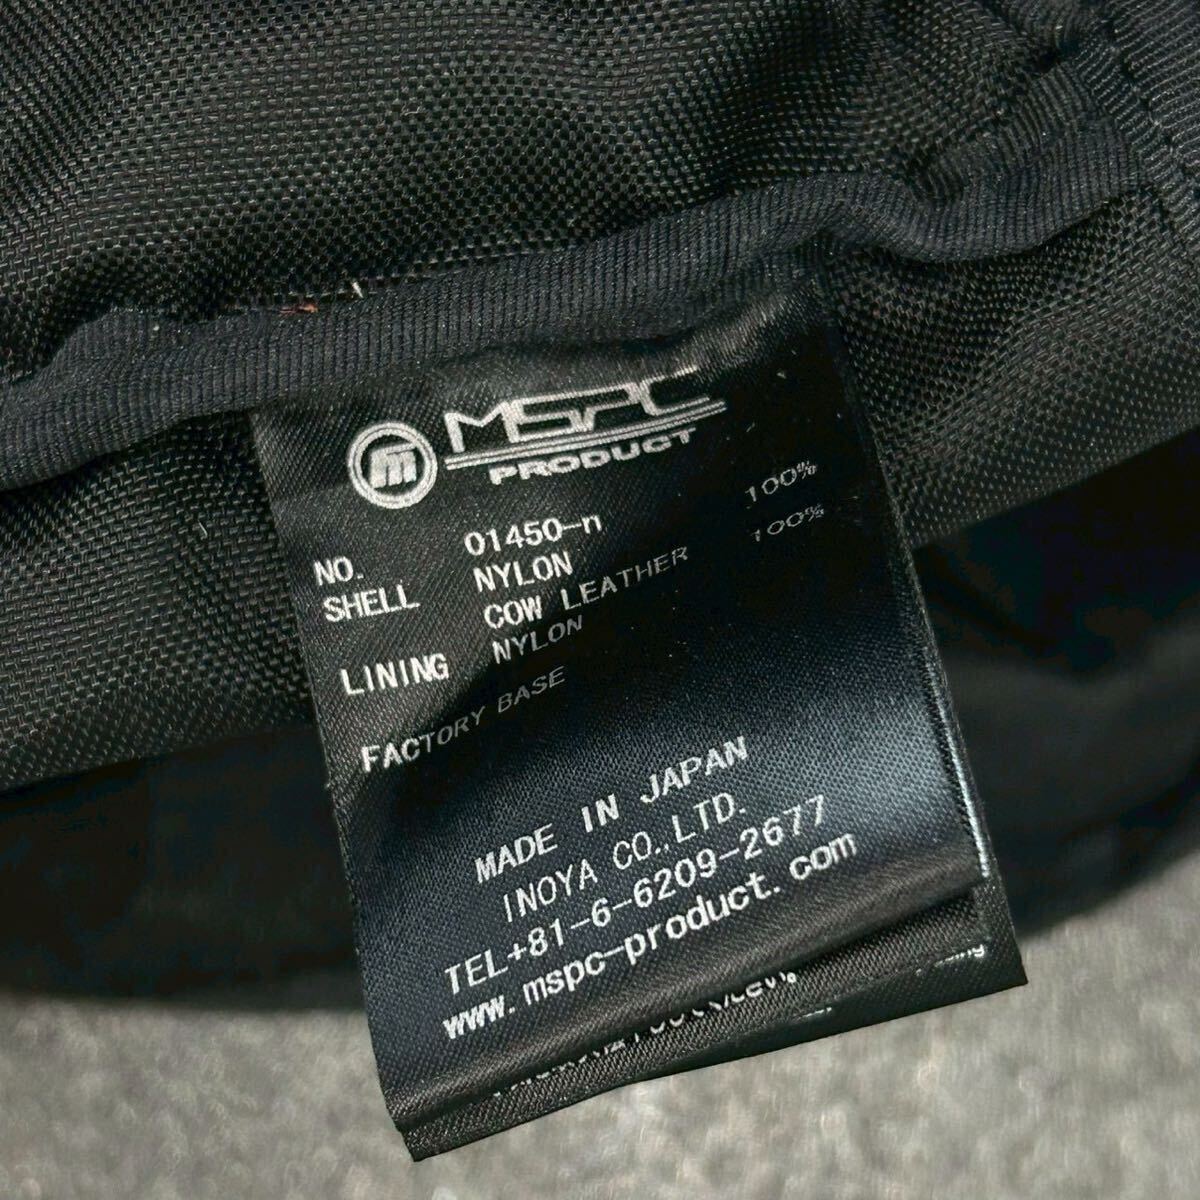 m MSPC
PRODUCT
NO. 01450-n
SHELL NYLON 100%
COW LEATHER 100%
LINING NYLON
FACTORY BASE
MADE IN JAPAN
INOYA CO.,LTD.
TEL+81-6-6209-2677
www.mspc-product.com